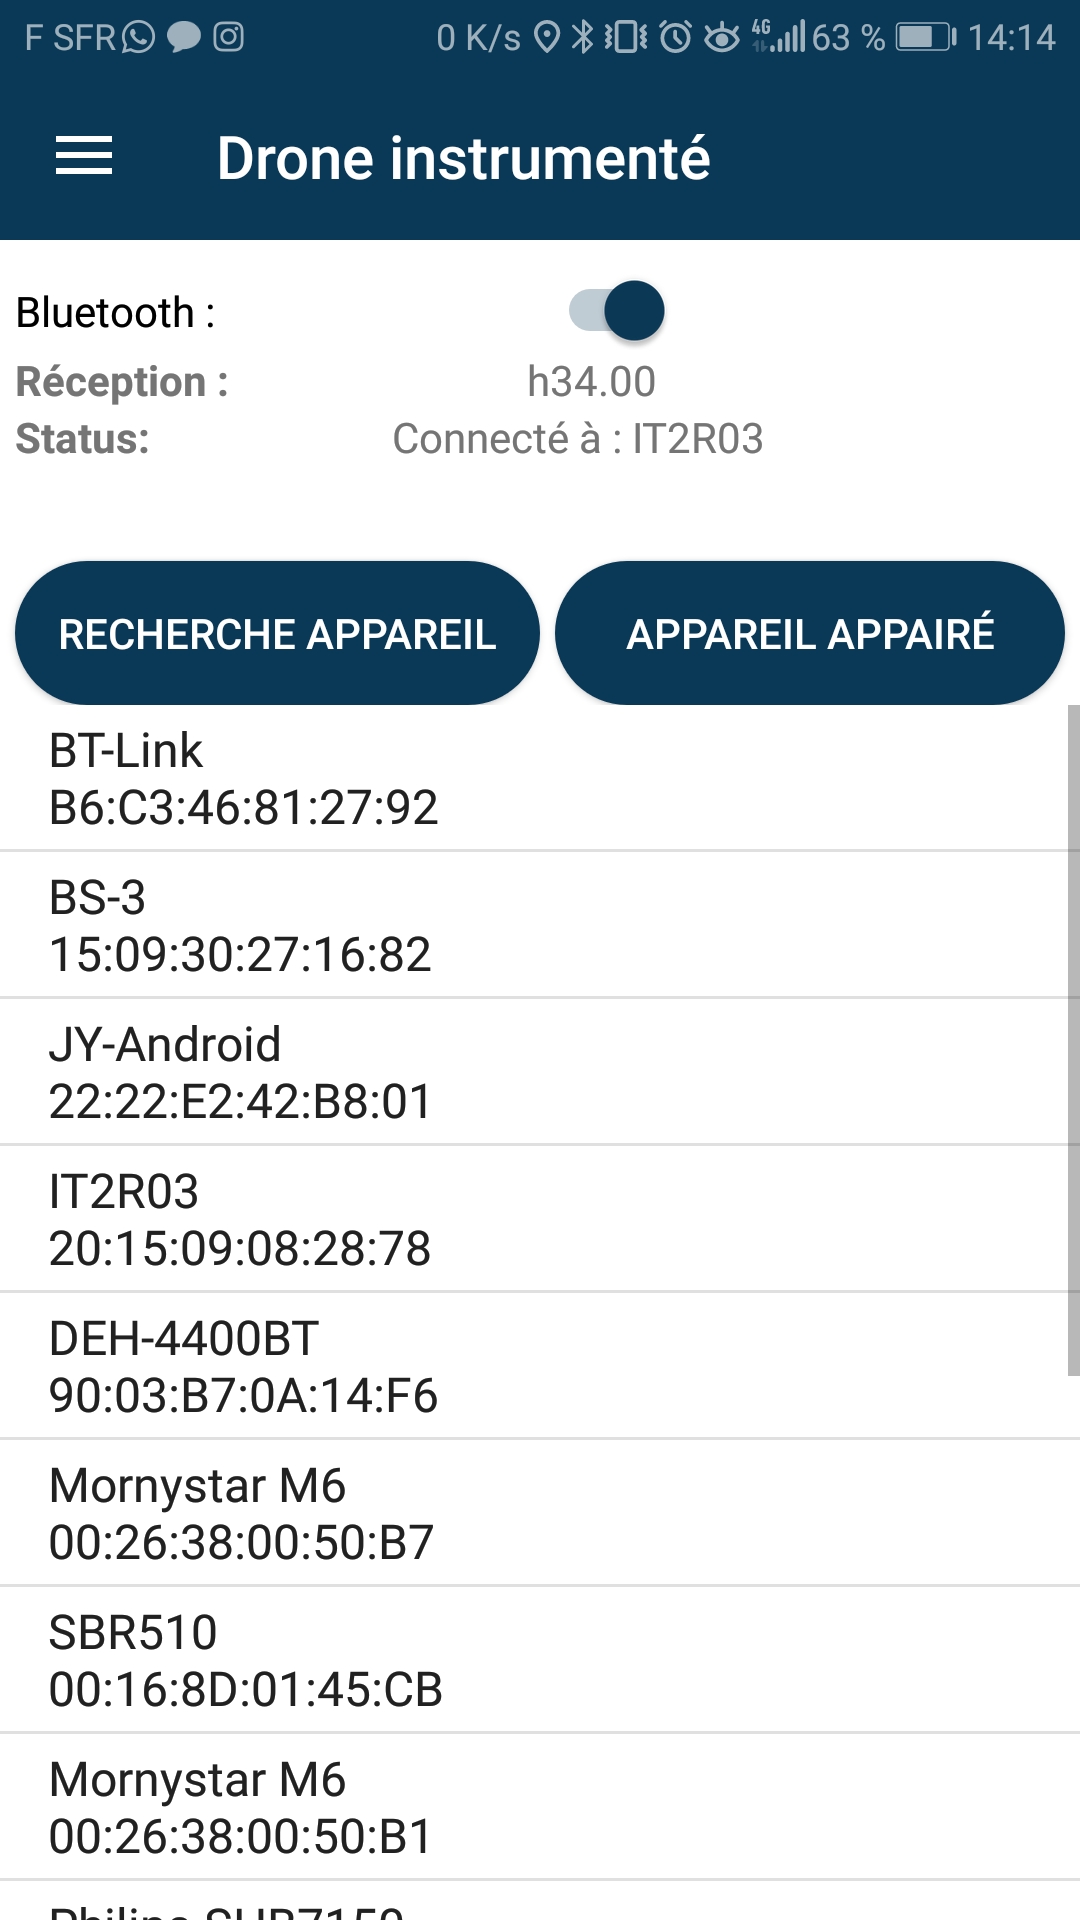 F SFR 0 K/s 4G 63 % 14:14
Drone instrumenté
Bluetooth :
Réception : h34.00
Status: Connecté à : IT2R03
RECHERCHE APPAREIL APPAREIL APPAIRÉ
BT-Link
B6:C3:46:81:27:92
BS-3
15:09:30:27:16:82
JY-Android
22:22:E2:42:B8:01
IT2R03
20:15:09:08:28:78
DEH-4400BT
90:03:B7:0A:14:F6
Mornystar M6
00:26:38:00:50:B7
SBR510
00:16:8D:01:45:CB
Mornystar M6
00:26:38:00:50:B1
Philips SHB7150